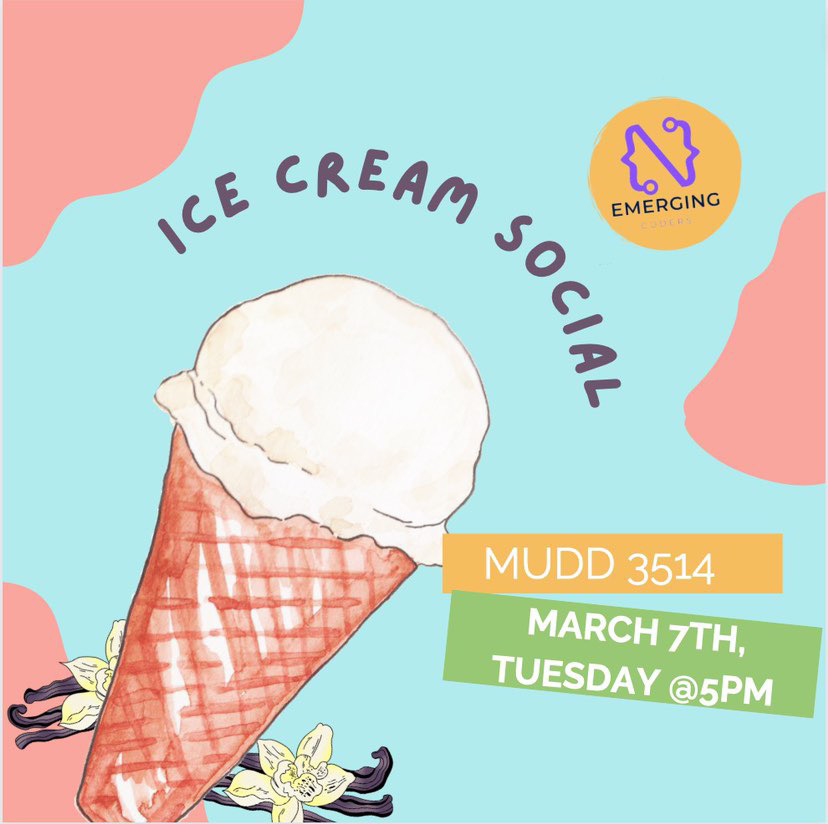 ICE CREAM SOCIAL
EMERGING
CODERS
MUDD 3514
MARCH 7TH,
TUESDAY @5PM